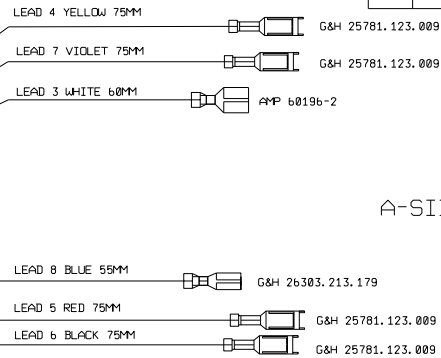 LEAD 4 YELLOW 75MM
G&H 25781.123.009
LEAD 7 VIOLET 75MM
G&H 25781.123.009
LEAD 3 WHITE 60MM
AMP 60196-2
A-SI
LEAD 8 BLUE 55MM
G&H 26303.213.179
LEAD 5 RED 75MM
G&H 25781.123.009
LEAD 6 BLACK 75MM
G&H 25781.123.009